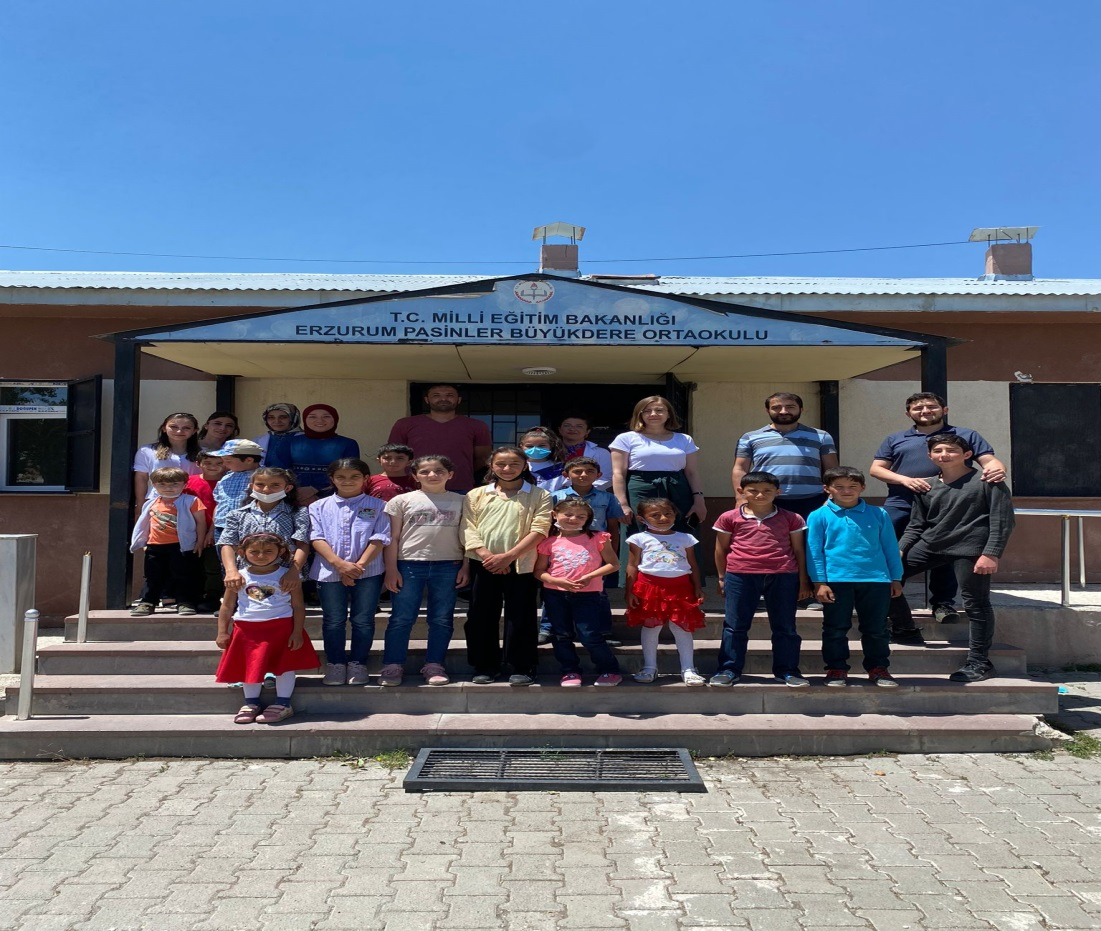 T.C. MİLLİ EĞİTİM BAKANLIĞI
ERZURUM PASİNLER BÜYÜKDERE ORTAOKULU